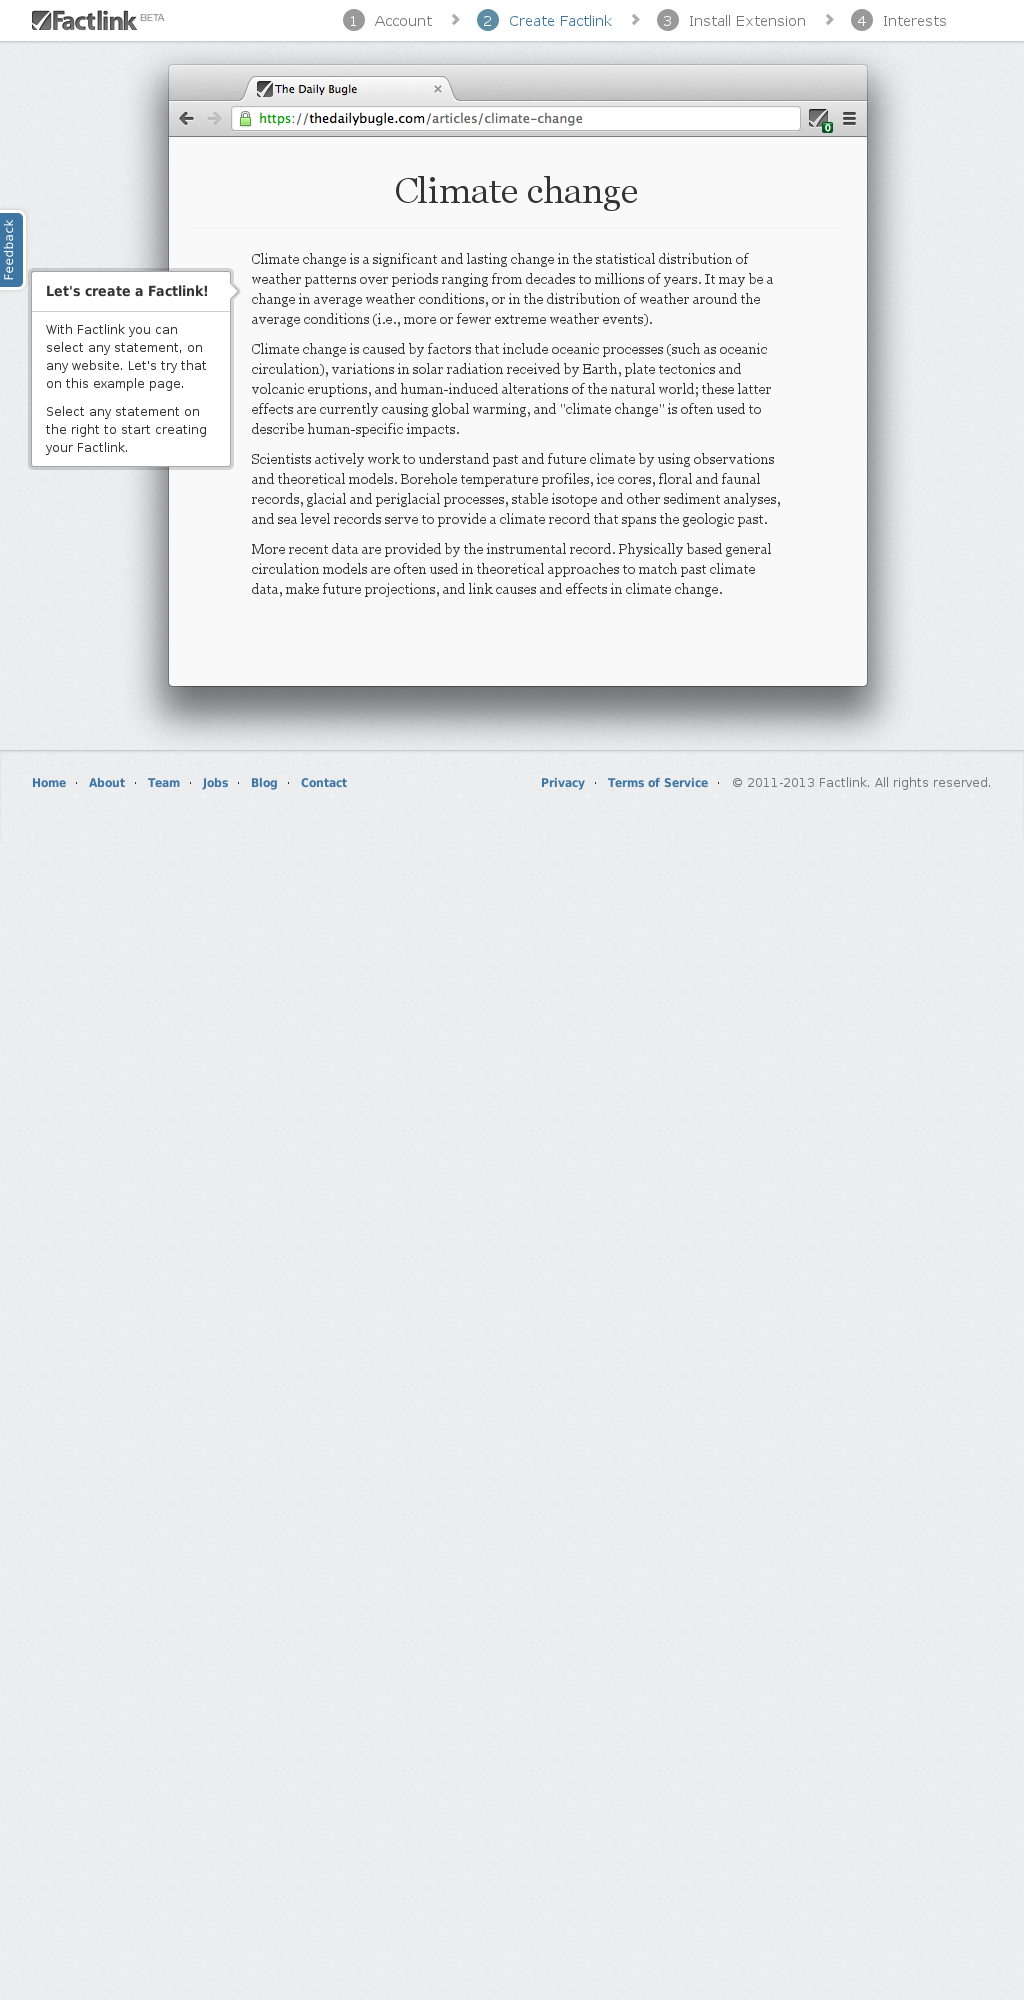 Factlink BETA
1 Account 2 Create Factlink 3 Install Extension 4 Interests
The Daily Bugle
https://thedailybugle.com/articles/climate-change
0
Climate change
Feedback
Let's create a Factlink!
With Factlink you can
select any statement, on
any website. Let's try that
on this example page.
Select any statement on
the right to start creating
your Factlink.
Climate change is a significant and lasting change in the statistical distribution of
weather patterns over periods ranging from decades to millions of years. It may be a
change in average weather conditions, or in the distribution of weather around the
average conditions (i.e., more or fewer extreme weather events).
Climate change is caused by factors that include oceanic processes (such as oceanic
circulation), variations in solar radiation received by Earth, plate tectonics and
volcanic eruptions, and human-induced alterations of the natural world; these latter
effects are currently causing global warming, and "climate change" is often used to
describe human-specific impacts.
Scientists actively work to understand past and future climate by using observations
and theoretical models. Borehole temperature profiles, ice cores, floral and faunal
records, glacial and periglacial processes, stable isotope and other sediment analyses,
and sea level records serve to provide a climate record that spans the geologic past.
More recent data are provided by the instrumental record. Physically based general
circulation models are often used in theoretical approaches to match past climate
data, make future projections, and link causes and effects in climate change.
Home · About · Team · Jobs · Blog · Contact
Privacy · Terms of Service · © 2011-2013 Factlink. All rights reserved.